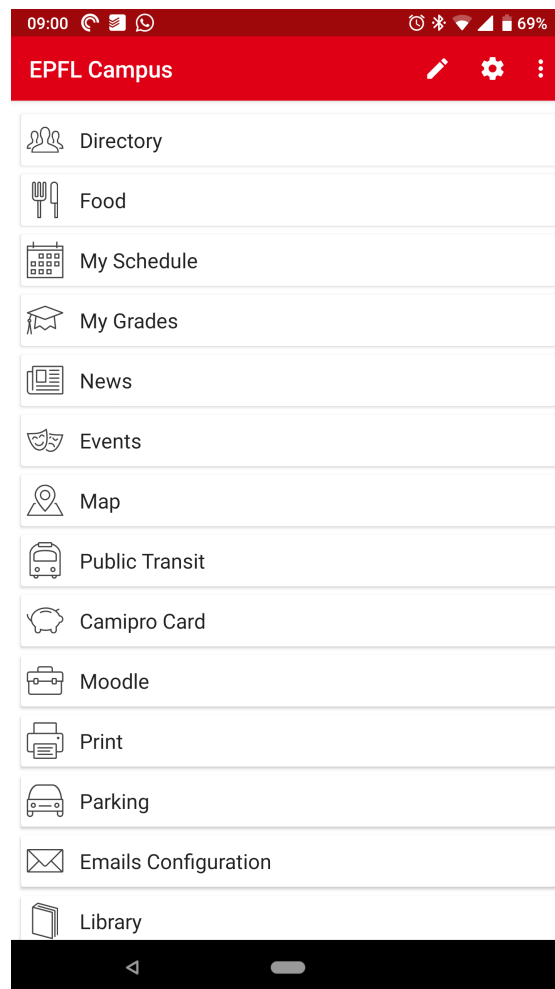 09:00 69%
EPFL Campus
Directory
Food
My Schedule
My Grades
News
Events
Map
Public Transit
Camipro Card
Moodle
Print
Parking
Emails Configuration
Library